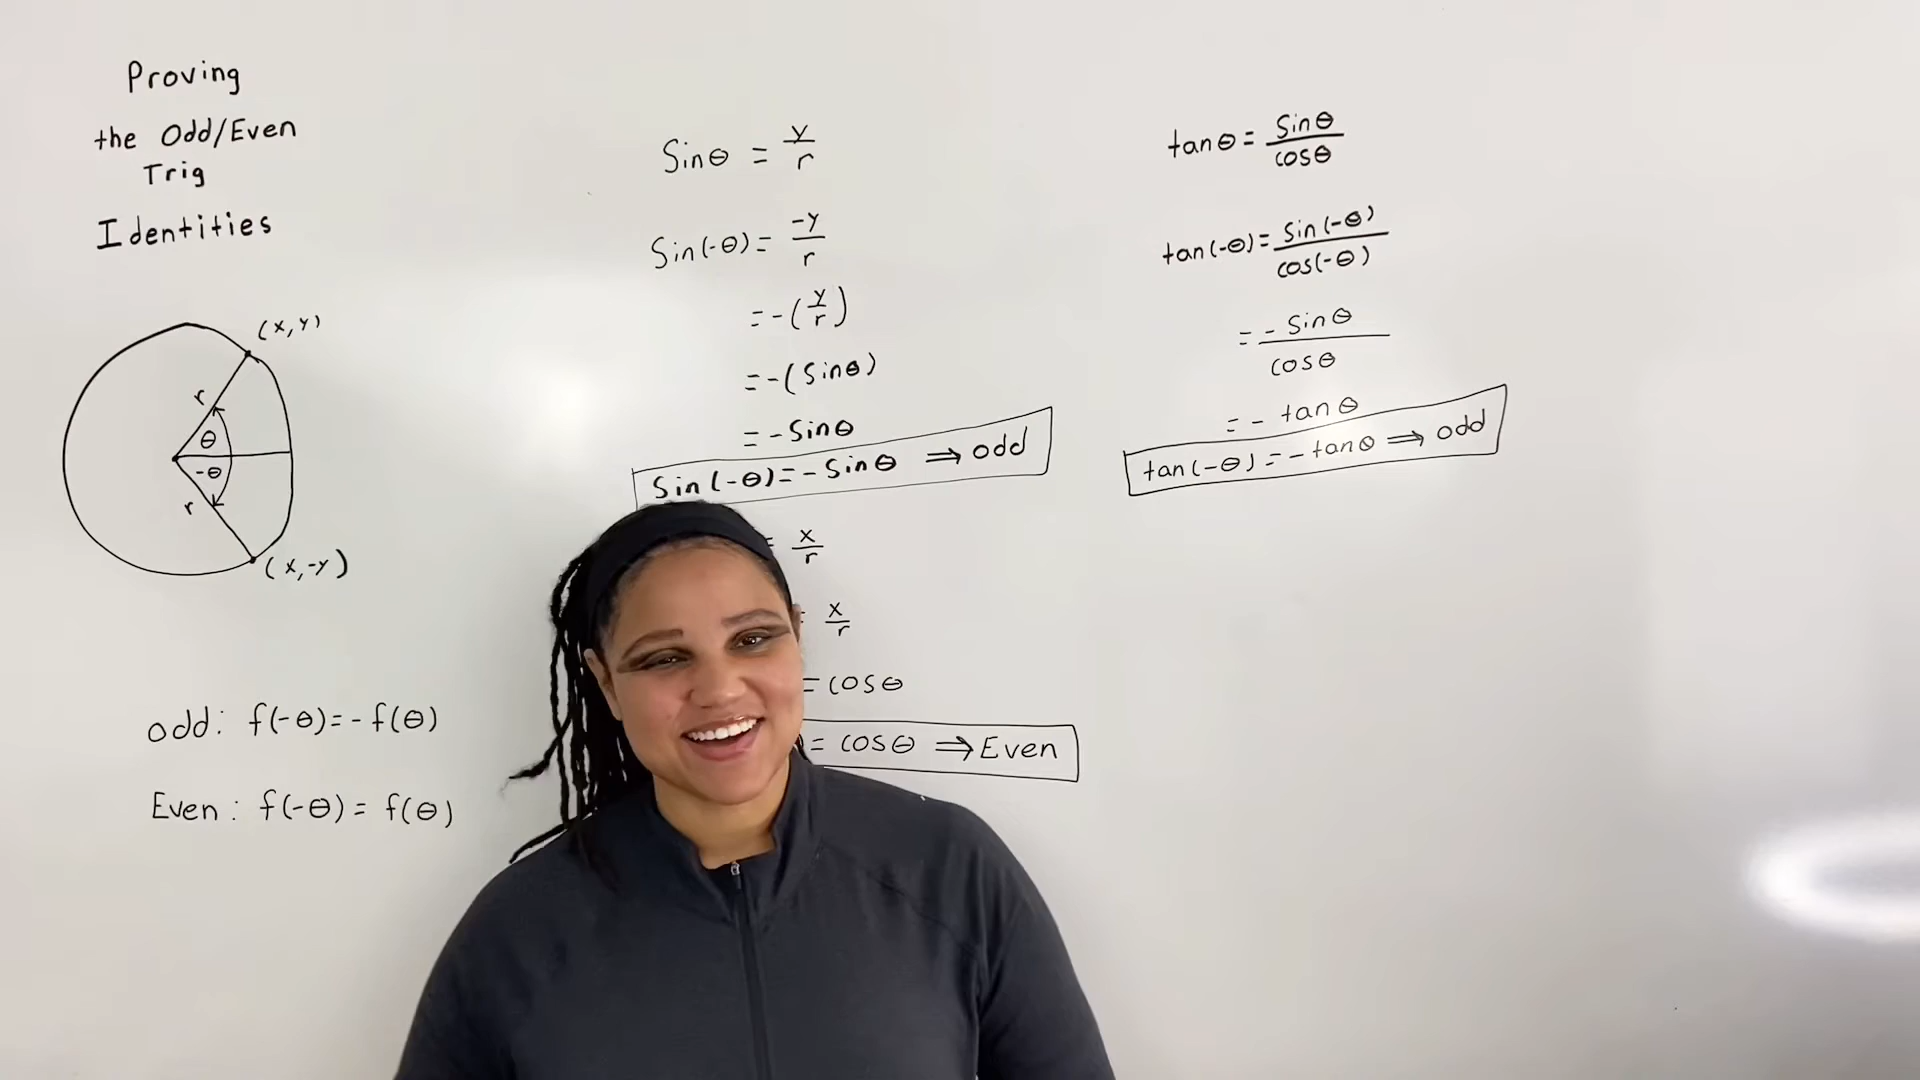 Proving
the Odd/Even
Trig
Identities
(x,y)
r
θ
-θ
r
(x,-y)
odd: f(-θ)=-f(θ)
Even: f(-θ)= f(θ)
Sinθ = y/r
Sin(-θ)= -y/r
=-(y/r)
=-(Sinθ)
=-Sinθ
Sin(-θ)=-Sinθ ⇒ odd
= x/r
= x/r
=cosθ
)= cosθ ⇒ Even
tanθ= Sinθ/cosθ
tan(-θ)= Sin(-θ)/cos(-θ)
= -Sinθ/cosθ
= - tanθ
tan(-θ)=-tanθ ⇒ odd